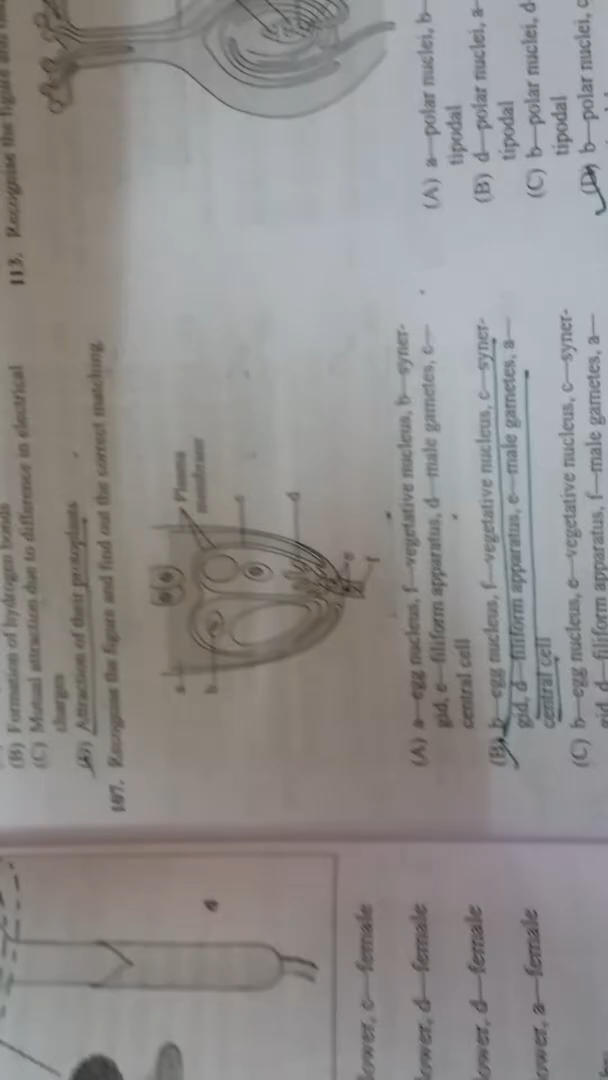 (B) Formation of hydrogen bonds
(C) Mutual attraction due to difference in electrical
charges
(D) Attraction of their protoplasts
107. Recognise the figure and find out the correct matching.
a
b
Plasma
membrane
c
d
e
f
(A) a—egg nucleus, f—vegetative nucleus, b—syner-
gid, e—filiform apparatus, d—male gametes, c—
central cell
(B) b—egg nucleus, f—vegetative nucleus, c—syner-
gid, d—filiform apparatus, e—male gametes, a—
central cell
(C) b—egg nucleus, e—vegetative nucleus, c—syner-
gid, d—filiform apparatus, f—male gametes, a—
113. Recognise the figure and
(A) a—polar nuclei, b—
tipodal
(B) d—polar nuclei, a—
tipodal
(C) b—polar nuclei, d
tipodal
(D) b—polar nuclei, c
d
lower, c—female
lower, d—female
lower, d—female
lower, a—female